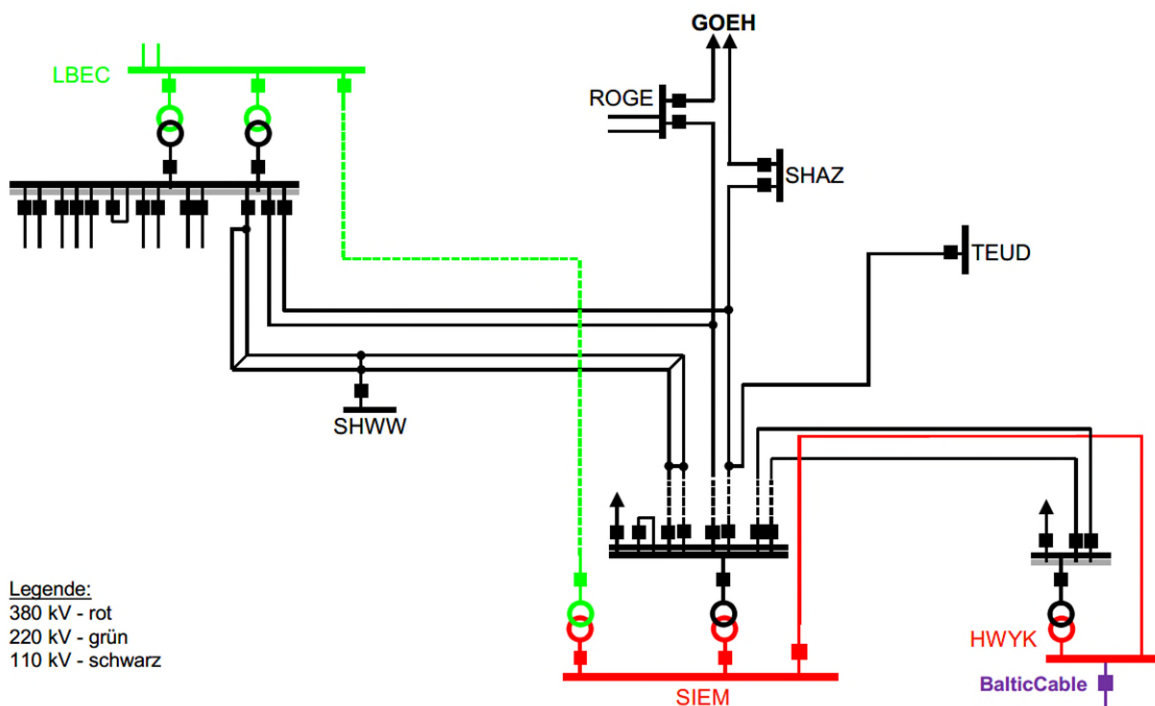 GOEH
LBEC
ROGE
SHAZ
TEUD
SHWW
Legende:
380 kV - rot
220 kV - grün
110 kV - schwarz
HWYK
SIEM
BalticCable